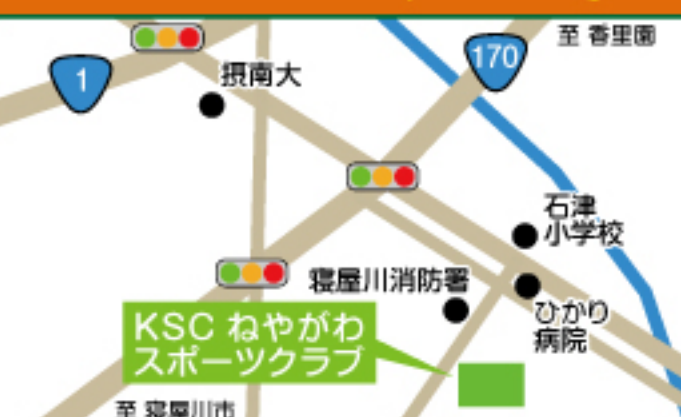 至 香里園
170
1
摂南大
石津
小学校
寝屋川消防署
ひかり
病院
KSC ねやがわ
スポーツクラブ
至 寝屋川市